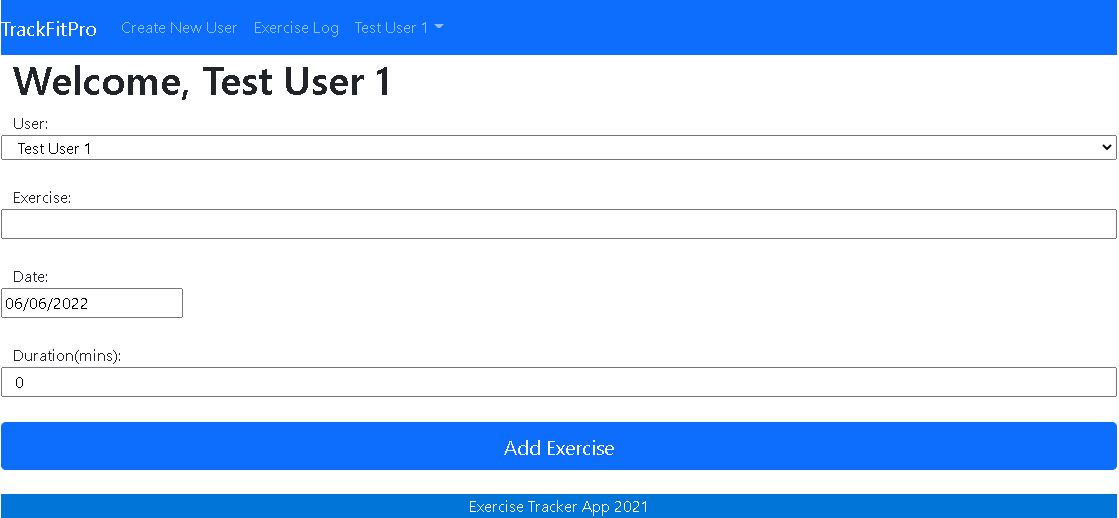 TrackFitPro Create New User Exercise Log Test User 1
Welcome, Test User 1
User:
Test User 1
Exercise:
Date:
06/06/2022
Duration(mins):
0
Add Exercise
Exercise Tracker App 2021